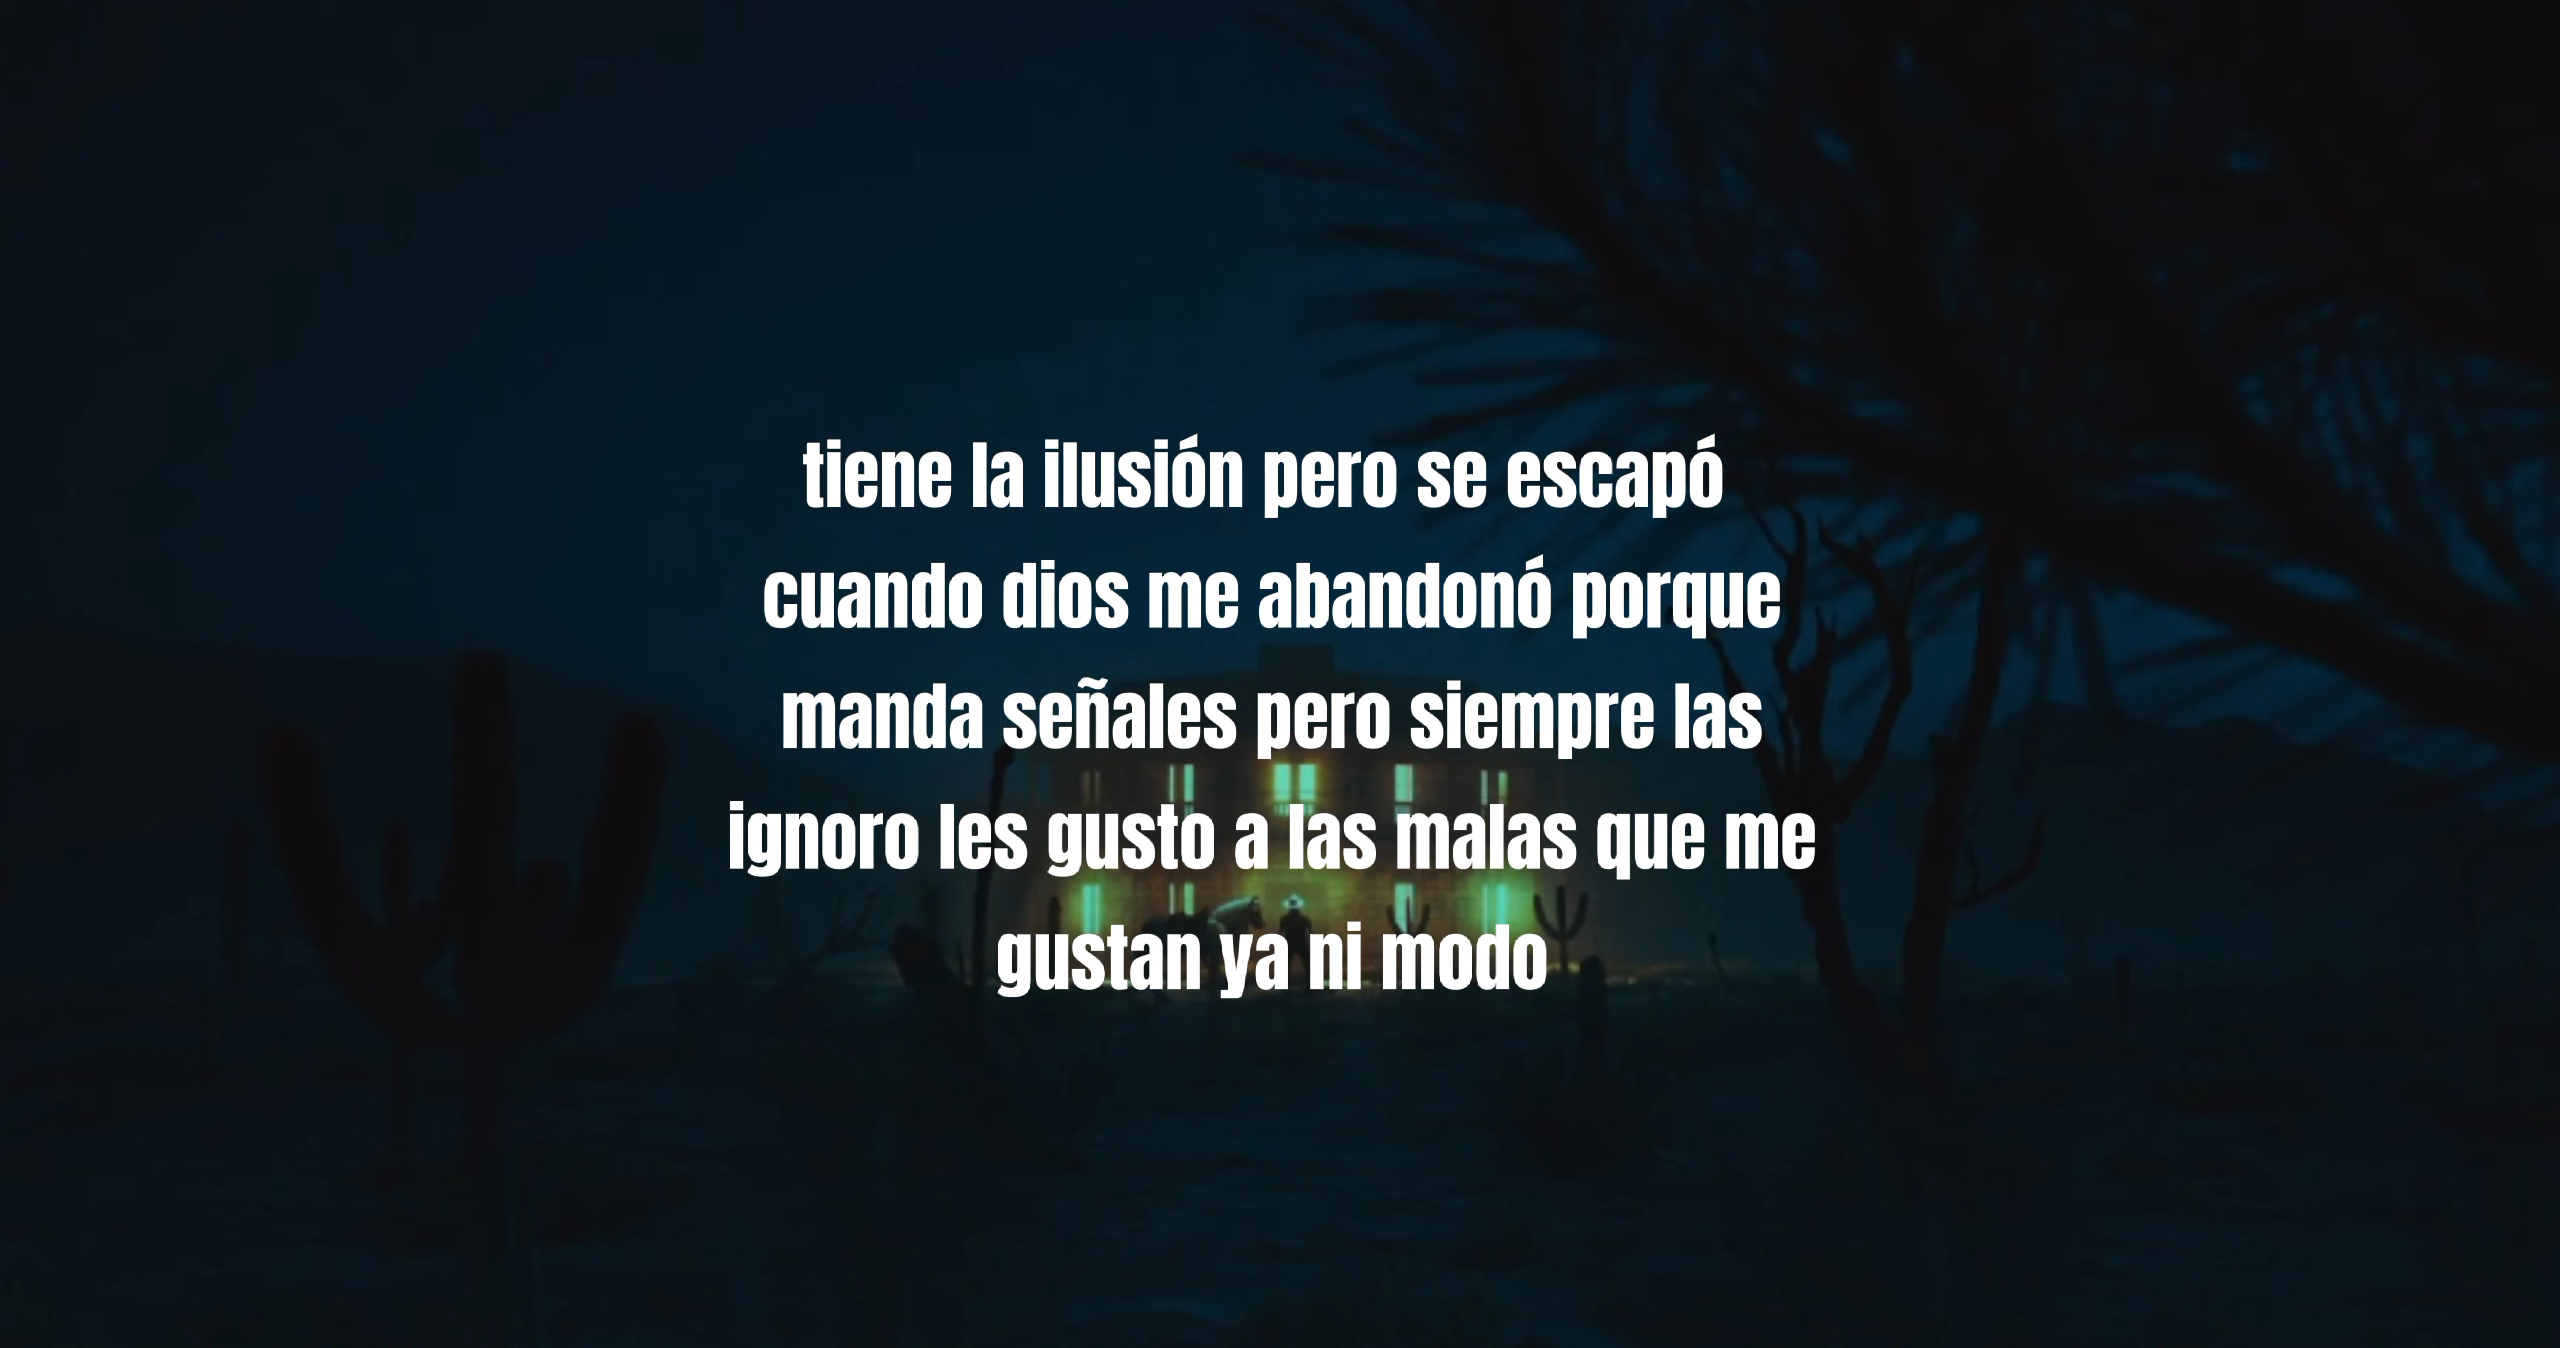 tiene la ilusión pero se escapó
cuando dios me abandonó porque
manda señales pero siempre las
ignoro les gusto a las malas que me
gustan ya ni modo